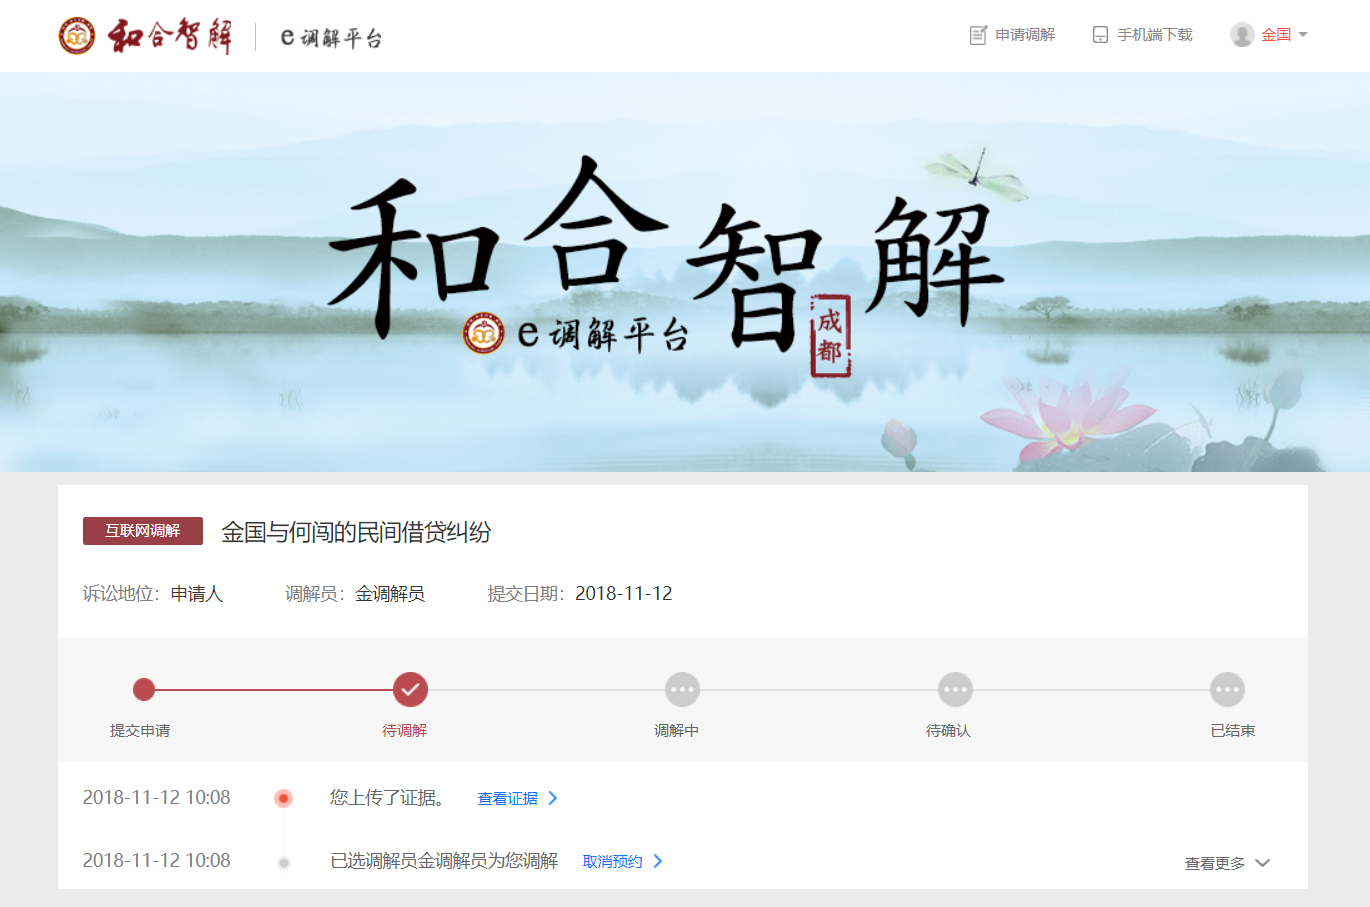 和合智解 e调解平台 申请调解 手机端下载 金国
和合智解
e调解平台
成都
互联网调解 金国与何闯的民间借贷纠纷
诉讼地位：申请人 调解员：金调解员 提交日期：2018-11-12
提交申请 待调解 调解中 待确认 已结束
2018-11-12 10:08 您上传了证据。 查看证据
2018-11-12 10:08 已选调解员金调解员为您调解 取消预约 查看更多